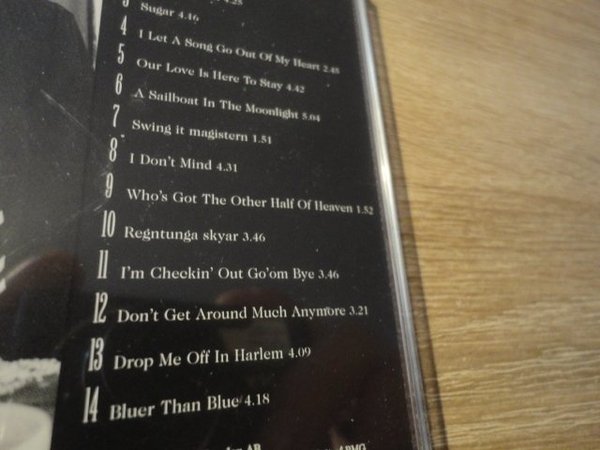 3 Sugar 4.16
4 I Let A Song Go Out Of My Heart 2.48
5 Our Love Is Here To Stay 4.42
6 A Sailboat In The Moonlight 5.04
7 Swing it magistern 1.51
8 I Don't Mind 4.31
9 Who's Got The Other Half Of Heaven 1.52
10 Regntunga skyar 3.46
11 I'm Checkin' Out Go'om Bye 3.46
12 Don't Get Around Much Anymore 3.21
13 Drop Me Off In Harlem 4.09
14 Bluer Than Blue 4.18